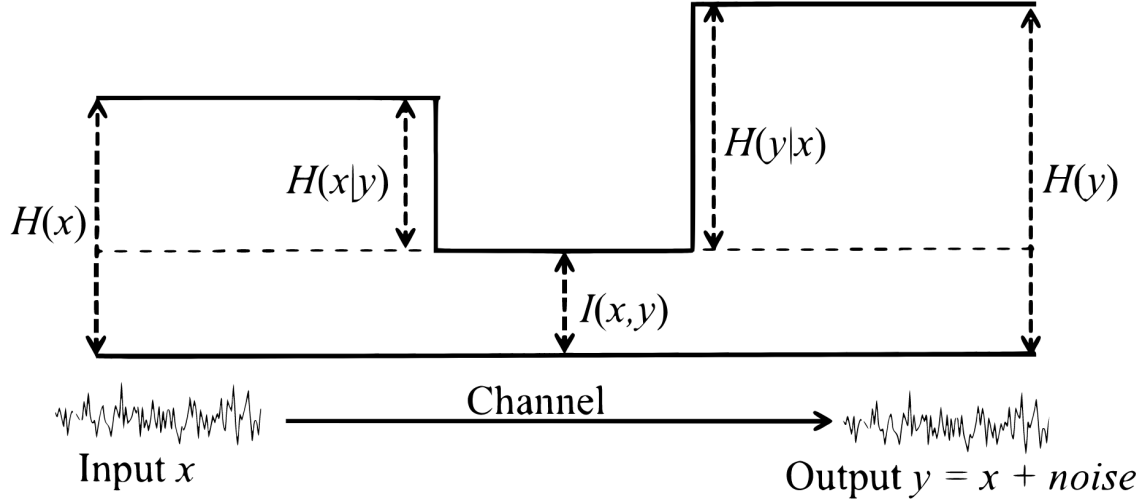 H(y|x)
H(x|y)
H(y)
H(x)
I(x,y)
Channel
Input x
Output y = x + noise